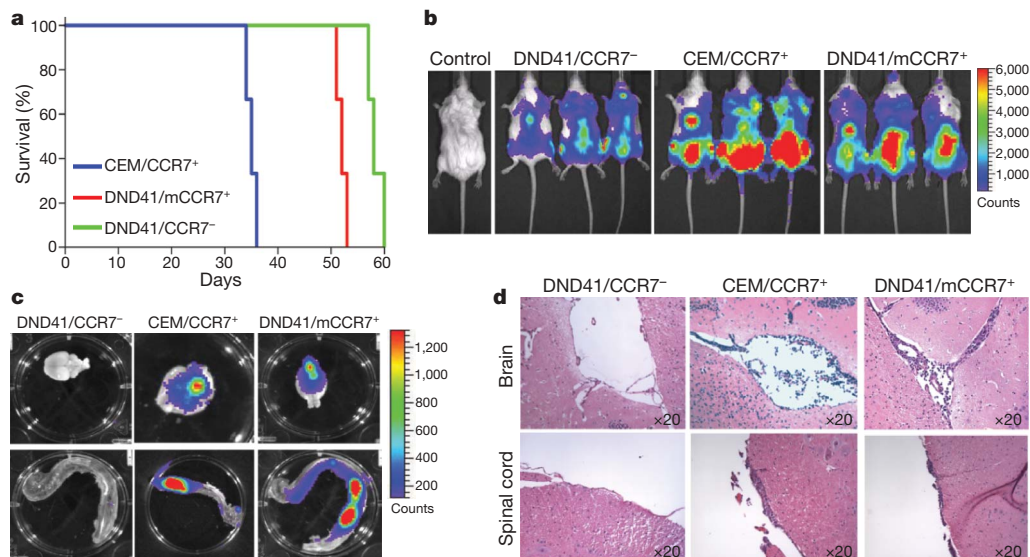 a
100
80
60
40
20
0
Survival (%)
CEM/CCR7+
DND41/mCCR7+
DND41/CCR7–
0 10 20 30 40 50 60
Days
b
Control DND41/CCR7– CEM/CCR7+ DND41/mCCR7+
6,000
5,000
4,000
3,000
2,000
1,000
Counts
c
DND41/CCR7– CEM/CCR7+ DND41/mCCR7+
1,200
1,000
800
600
400
200
Counts
d
DND41/CCR7– CEM/CCR7+ DND41/mCCR7+
Brain
×20 ×20 ×20
Spinal cord
×20 ×20 ×20